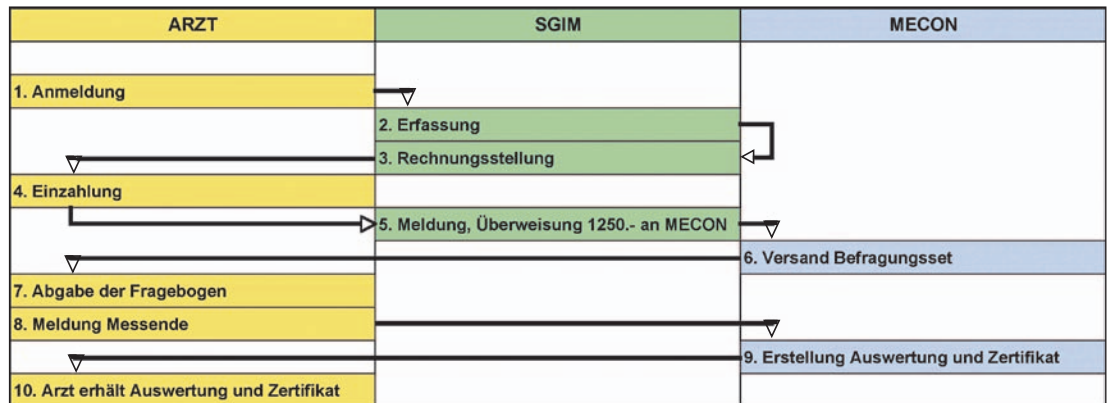 ARZT
SGIM
MECON
1. Anmeldung
2. Erfassung
3. Rechnungsstellung
4. Einzahlung
5. Meldung, Überweisung 1250.- an MECON
6. Versand Befragungsset
7. Abgabe der Fragebogen
8. Meldung Messende
9. Erstellung Auswertung und Zertifikat
10. Arzt erhält Auswertung und Zertifikat